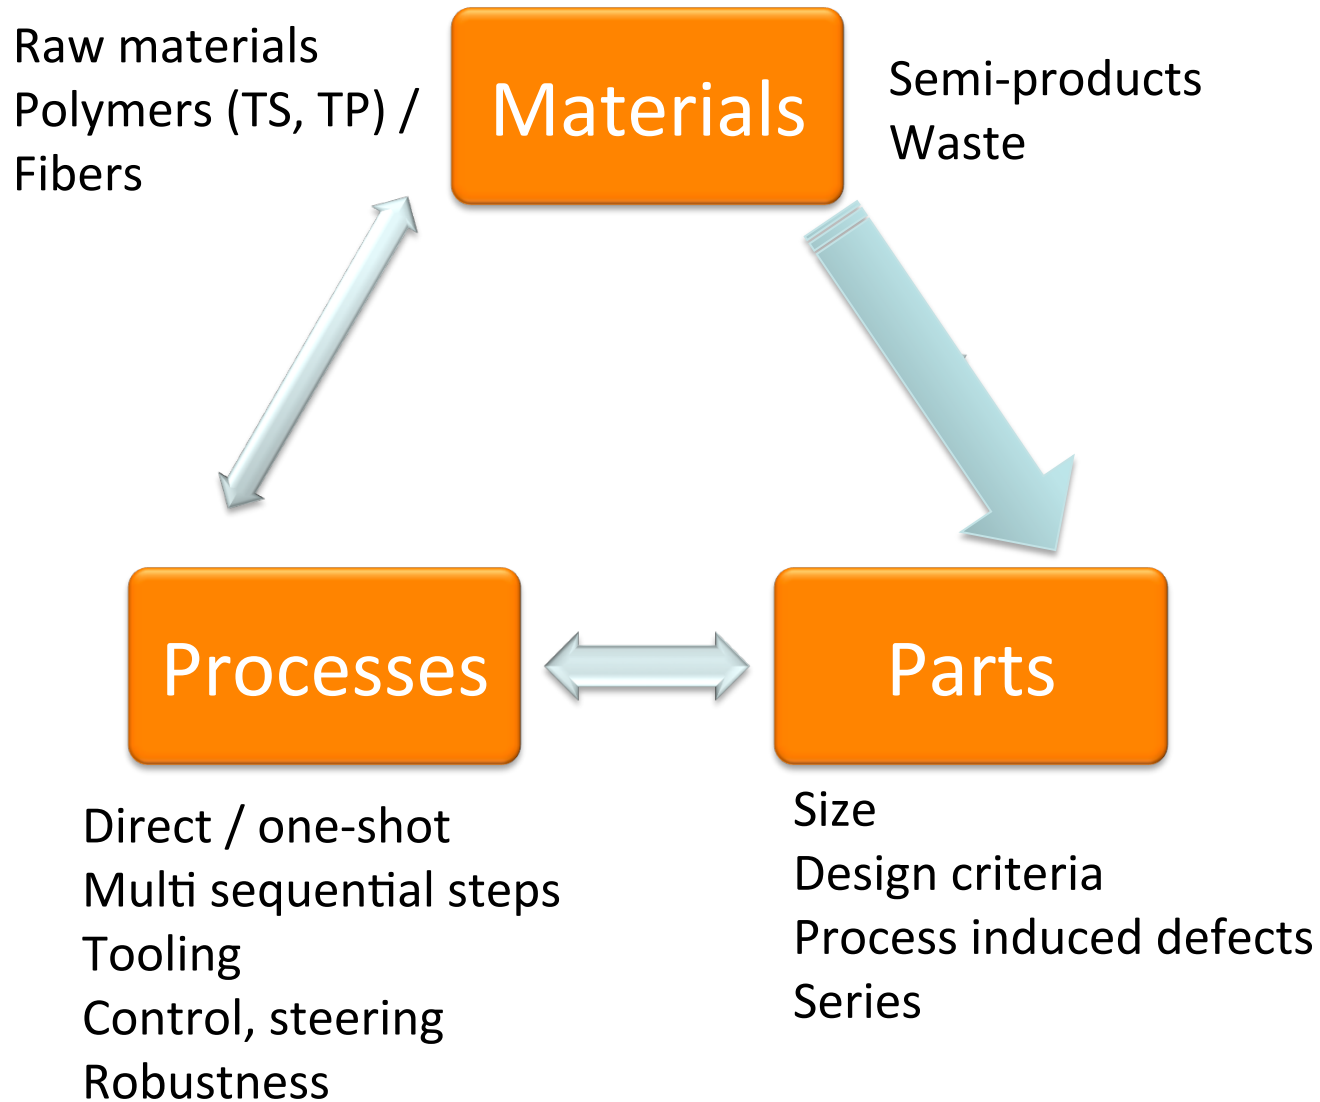 Raw materials
Polymers (TS, TP) /
Fibers
Materials
Semi-products
Waste
Processes
Parts
Direct / one-shot
Multi sequential steps
Tooling
Control, steering
Robustness
Size
Design criteria
Process induced defects
Series